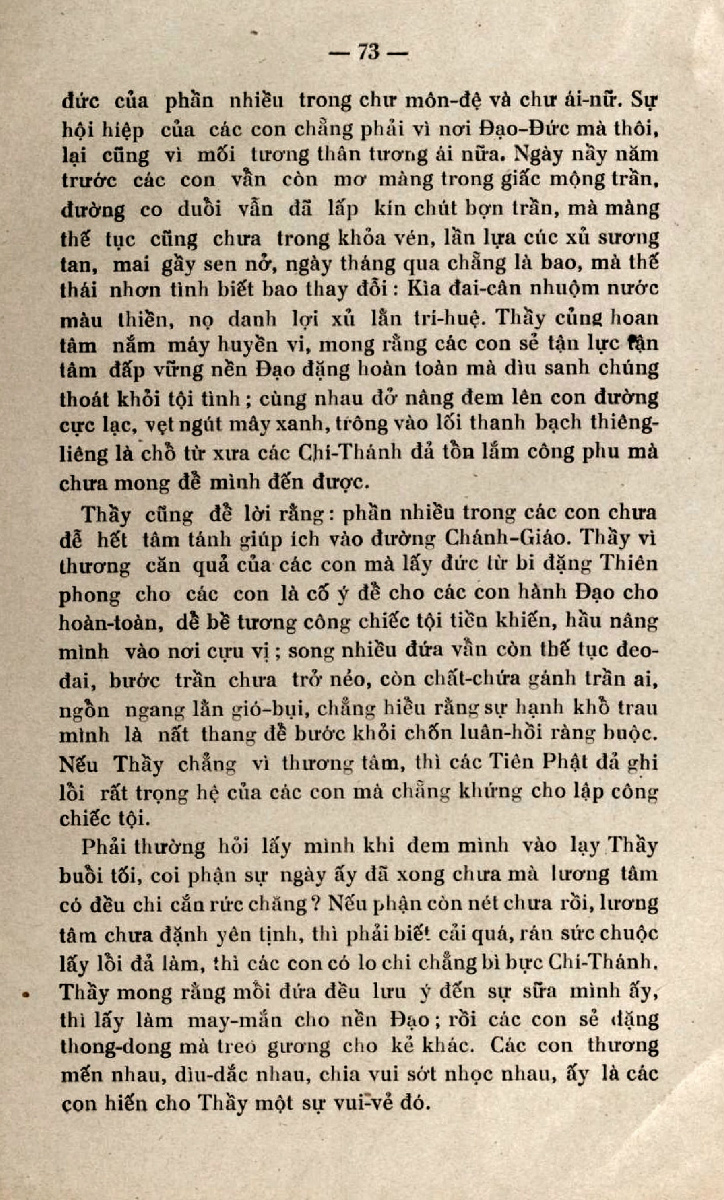 — 73 —
đức của phần nhiều trong chư môn-đệ và chư ái-nữ. Sự
hội hiệp của các con chẳng phải vì nơi Đạo-Đức mà thôi,
lại cũng vì mối tương thân tương ái nữa. Ngày nầy năm
trước các con vẫn còn mơ màng trong giấc mộng trần,
đường co duỗi vẫn đã lấp kín chút bợn trần, mà màng
thế tục cũng chưa trong khỏa vén, lần lựa cúc xủ sương
tan, mai gầy sen nở, ngày tháng qua chẳng là bao, mà thế
thái nhơn tình biết bao thay đổi : Kìa đai-cân nhuộm nước
màu thiền, nọ danh lợi xủ lằn trí-huệ. Thầy củng hoan
tâm nắm máy huyền vi, mong rằng các con sẻ tận lực tận
tâm đấp vững nền Đạo đặng hoàn toàn mà dìu sanh chúng
thoát khỏi tội tình ; cùng nhau đở nâng đem lên con đường
cực lạc, vẹt ngút mây xanh, trông vào lối thanh bạch thiêng-
liêng là chỗ từ xưa các Chí-Thánh đả tồn lắm công phu mà
chưa mong để mình đến được.
Thầy cũng để lời rằng : phần nhiều trong các con chưa
để hết tâm tánh giúp ích vào đường Chánh-Giáo. Thầy vì
thương căn quả của các con mà lấy đức từ bi đặng Thiên
phong cho các con là cố ý để cho các con hành Đạo cho
hoàn-toàn, dể bề tương công chiếc tội tiền khiến, hầu nâng
mình vào nơi cựu vị ; song nhiều đứa vẫn còn thế tục đeo-
đai, bước trần chưa trở nẻo, còn chất-chứa gánh trần ai,
ngồn ngang lằn gió-bụi, chẳng hiểu rằng sự hạnh khổ trau
mình là nất thang để bước khỏi chốn luân-hồi ràng buộc.
Nếu Thầy chẳng vì thương tâm, thì các Tiên Phật đả ghi
lỗi rất trọng hệ của các con mà chẳng khứng cho lập công
chiếc tội.
Phải thường hỏi lấy mình khi đem mình vào lạy Thầy
buổi tối, coi phận sự ngày ấy đã xong chưa mà lương tâm
có đều chi cắn rức chăng ? Nếu phận còn nét chưa rồi, lương
tâm chưa đặnh yên tịnh, thì phải biết cải quá, rán sức chuộc
lấy lỗi đả làm, thì các con có lo chi chẳng bì bực Chí-Thánh.
Thầy mong rằng mỗi đứa đều lưu ý đến sự sữa mình ấy,
thì lấy làm may-mắn cho nền Đạo ; rồi các con sẻ đặng
thong-dong mà treo gương cho kẻ khác. Các con thương
mến nhau, dìu-dắc nhau, chia vui sớt nhọc nhau, ấy là các
con hiến cho Thầy một sự vui-vẻ đó.